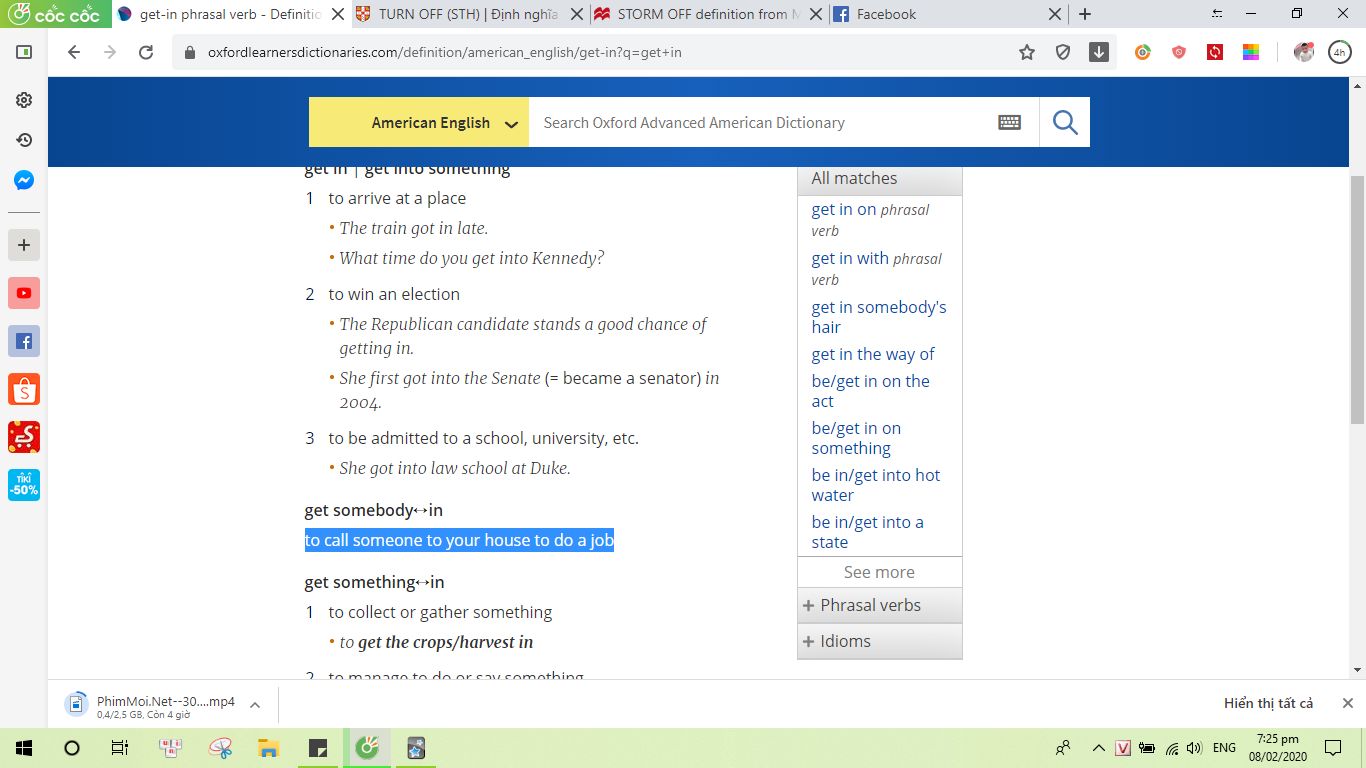 cốc cốc
get-in phrasal verb - Definitio
TURN OFF (STH) | Định nghĩa
STORM OFF definition from M
Facebook
oxfordlearnersdictionaries.com/definition/american_english/get-in?q=get+in
4h
American English
Search Oxford Advanced American Dictionary
get in | get into something
1 to arrive at a place
• The train got in late.
• What time do you get into Kennedy?
2 to win an election
• The Republican candidate stands a good chance of
getting in.
• She first got into the Senate (= became a senator) in
2004.
3 to be admitted to a school, university, etc.
• She got into law school at Duke.
get somebody↔in
to call someone to your house to do a job
get something↔in
1 to collect or gather something
• to get the crops/harvest in
2 to manage to do or say something
All matches
get in on phrasal
verb
get in with phrasal
verb
get in somebody's
hair
get in the way of
be/get in on the
act
be/get in on
something
be in/get into hot
water
be in/get into a
state
See more
+ Phrasal verbs
+ Idioms
TIKI
-50%
PhimMoi.Net--30....mp4
0,4/2,5 GB, Còn 4 giờ
Hiển thị tất cả
ENG
7:25 pm
08/02/2020